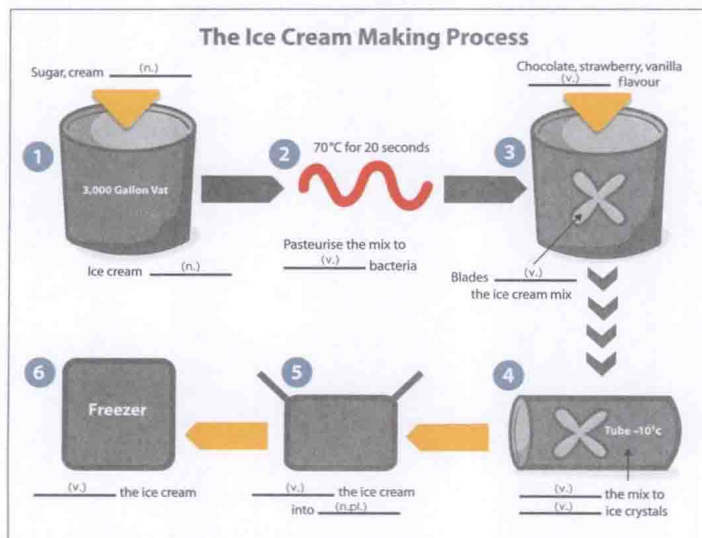 The Ice Cream Making Process
Sugar, cream (n.)
1
3,000 Gallon Vat
Ice cream (n.)
2
70°C for 20 seconds
Pasteurise the mix to
(v.) bacteria
3
Chocolate, strawberry, vanilla
(v.) flavour
Blades (v.)
the ice cream mix
4
Tube -10°c
(v.) the mix to
(v.) ice crystals
5
(v.) the ice cream
into (n.pl.)
6
Freezer
(v.) the ice cream